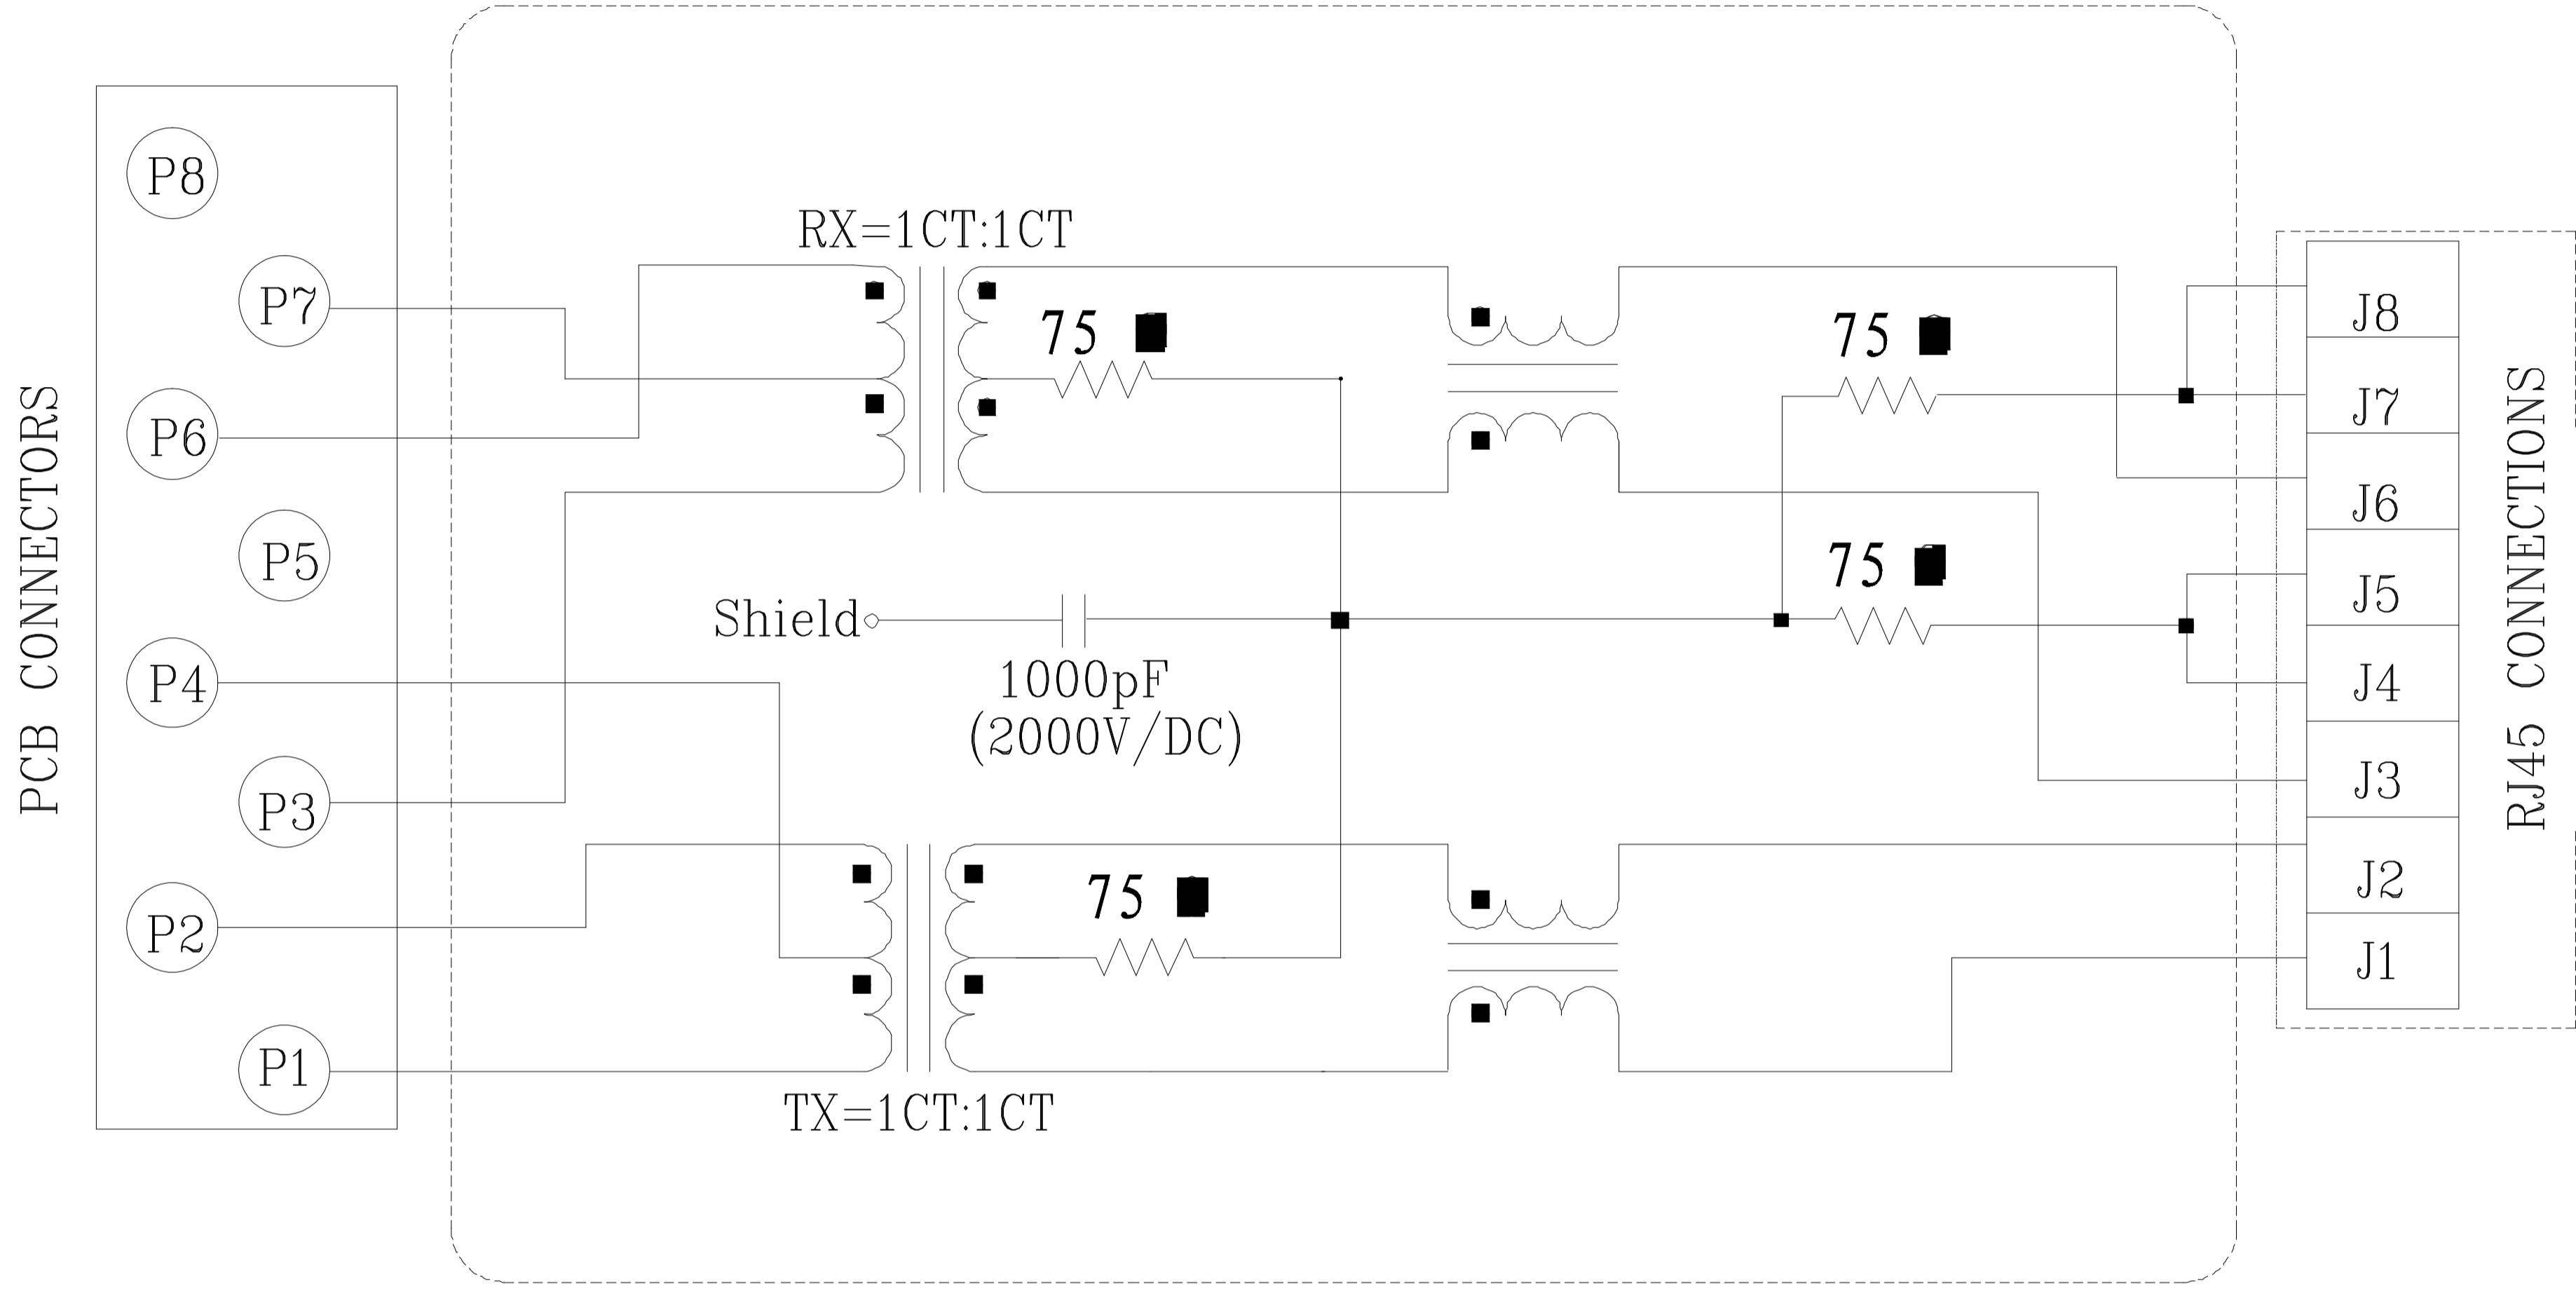 PCB CONNECTORS
P8
P7
P6
P5
P4
P3
P2
P1
RX=1CT:1CT
75
75
75
Shield
1000pF
(2000V/DC)
75
TX=1CT:1CT
J8
J7
J6
J5
J4
J3
J2
J1
RJ45 CONNECTIONS